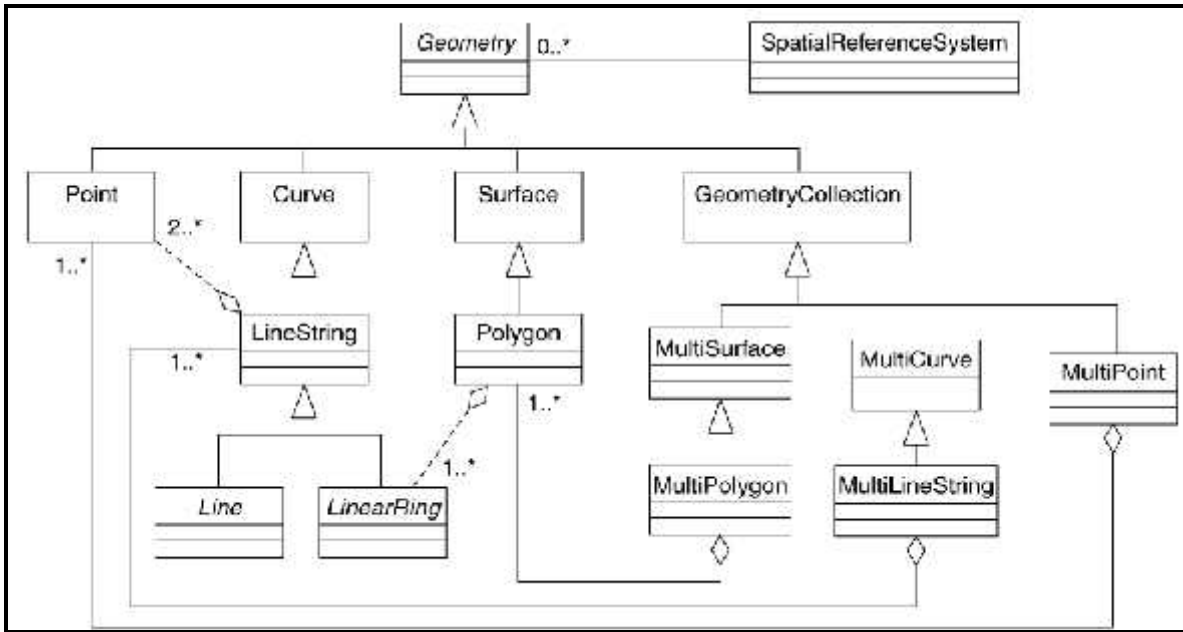 Geometry
0..*
SpatialReferenceSystem
Point
Curve
Surface
GeometryCollection
2..*
1..*
LineString
Polygon
MultiSurface
MultiCurve
MultiPoint
1..*
1..*
1..*
Line
LinearRing
MultiPolygon
MultiLineString